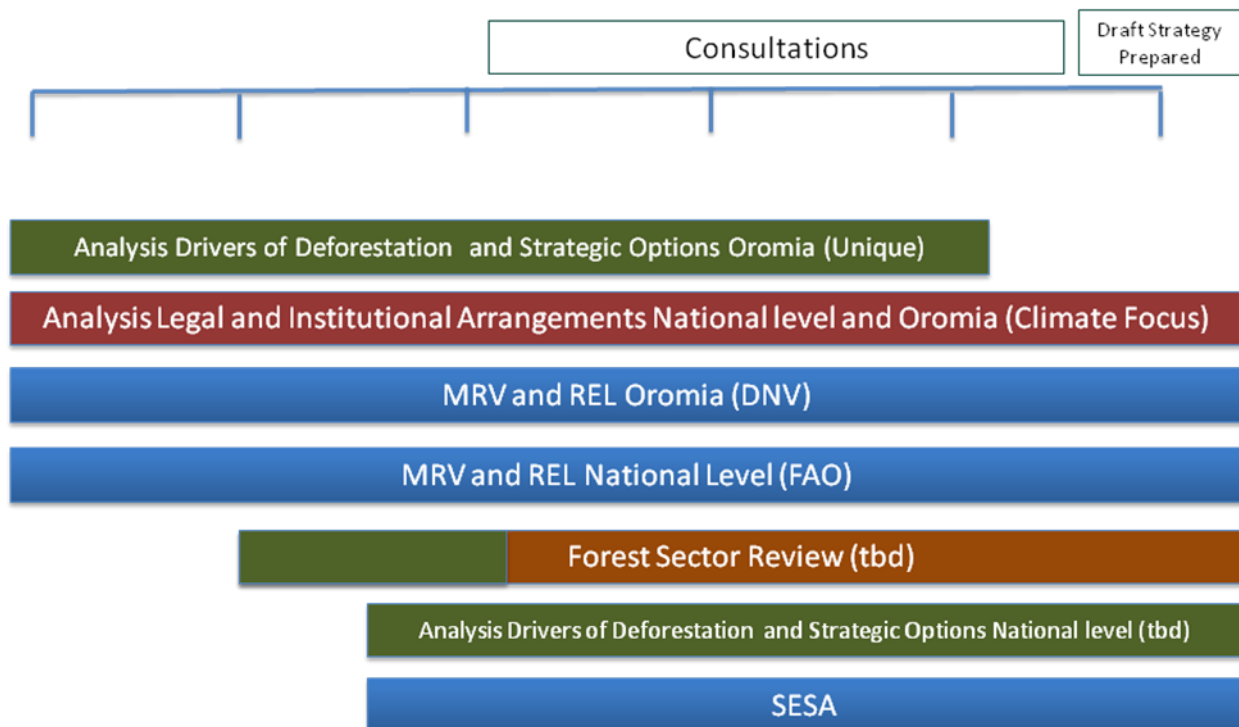 Consultations
Draft Strategy
Prepared
Analysis Drivers of Deforestation and Strategic Options Oromia (Unique)
Analysis Legal and Institutional Arrangements National level and Oromia (Climate Focus)
MRV and REL Oromia (DNV)
MRV and REL National Level (FAO)
Forest Sector Review (tbd)
Analysis Drivers of Deforestation and Strategic Options National level (tbd)
SESA